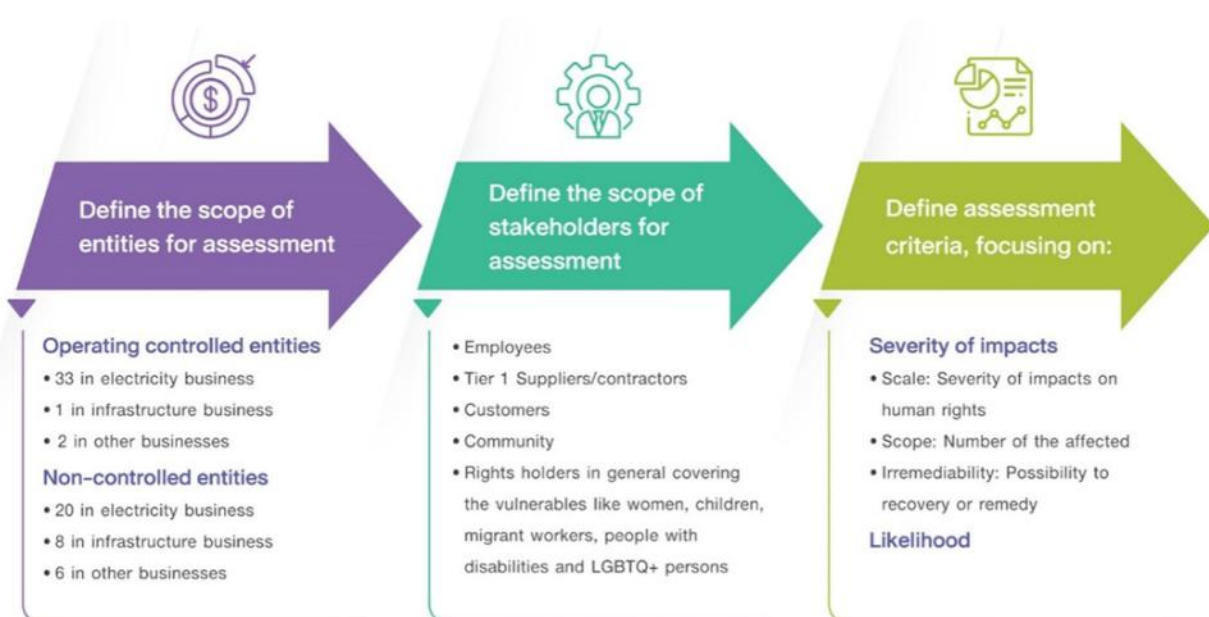 $
Define the scope of
entities for assessment
Operating controlled entities
• 33 in electricity business
• 1 in infrastructure business
• 2 in other businesses
Non-controlled entities
• 20 in electricity business
• 8 in infrastructure business
• 6 in other businesses
Define the scope of
stakeholders for
assessment
• Employees
• Tier 1 Suppliers/contractors
• Customers
• Community
• Rights holders in general covering
the vulnerables like women, children,
migrant workers, people with
disabilities and LGBTQ+ persons
Define assessment
criteria, focusing on:
Severity of impacts
• Scale: Severity of impacts on
human rights
• Scope: Number of the affected
• Irremediability: Possibility to
recovery or remedy
Likelihood